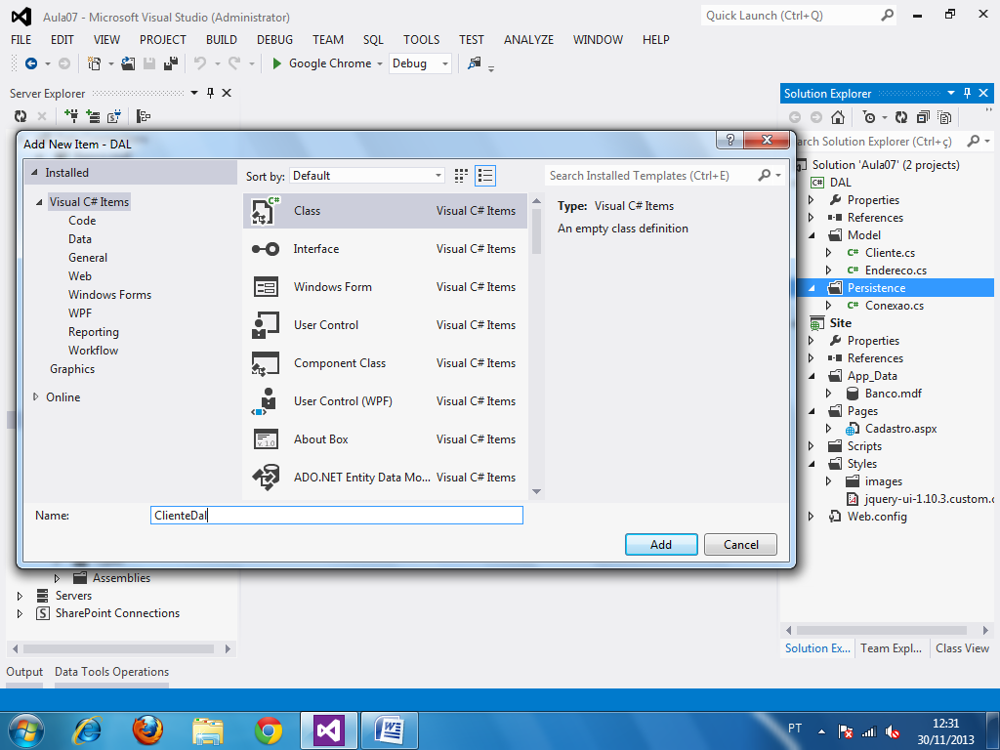 Aula07 - Microsoft Visual Studio (Administrator)
Quick Launch (Ctrl+Q)
FILE EDIT VIEW PROJECT BUILD DEBUG TEAM SQL TOOLS TEST ANALYZE WINDOW HELP
Google Chrome Debug
Server Explorer
Solution Explorer
Add New Item - DAL
arch Solution Explorer (Ctrl+ç)
Installed
Sort by: Default
Search Installed Templates (Ctrl+E)
Visual C# Items
Code
Data
General
Web
Windows Forms
WPF
Reporting
Workflow
Graphics
Online
Class Visual C# Items
Interface Visual C# Items
Windows Form Visual C# Items
User Control Visual C# Items
Component Class Visual C# Items
User Control (WPF) Visual C# Items
About Box Visual C# Items
ADO.NET Entity Data Mo... Visual C# Items
Type: Visual C# Items
An empty class definition
Name: ClienteDal
Add Cancel
Solution 'Aula07' (2 projects)
C# DAL
Properties
References
Model
C# Cliente.cs
C# Endereco.cs
Persistence
C# Conexao.cs
Site
Properties
References
App_Data
Banco.mdf
Pages
Cadastro.aspx
Scripts
Styles
images
jquery-ui-1.10.3.custom.c
Web.config
Assemblies
Servers
SharePoint Connections
Solution Ex... Team Expl... Class View
Output Data Tools Operations
PT
12:31
30/11/2013